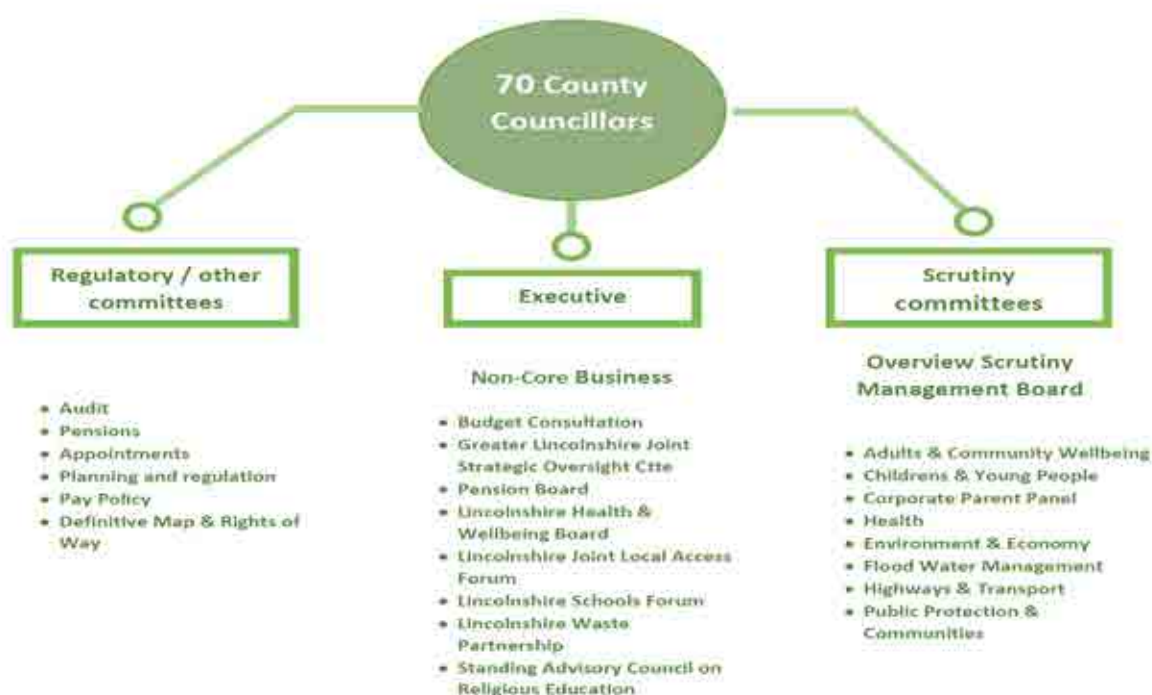 70 County
Councillors
Regulatory / other
committees
• Audit
• Pensions
• Appointments
• Planning and regulation
• Pay Policy
• Definitive Map & Rights of
Way
Executive
Non-Core Business
• Budget Consultation
• Greater Lincolnshire Joint
Strategic Oversight Ctte
• Pension Board
• Lincolnshire Health &
Wellbeing Board
• Lincolnshire Joint Local Access
Forum
• Lincolnshire Schools Forum
• Lincolnshire Waste
Partnership
• Standing Advisory Council on
Religious Education
Scrutiny
committees
Overview Scrutiny
Management Board
• Adults & Community Wellbeing
• Childrens & Young People
• Corporate Parent Panel
• Health
• Environment & Economy
• Flood Water Management
• Highways & Transport
• Public Protection &
Communities